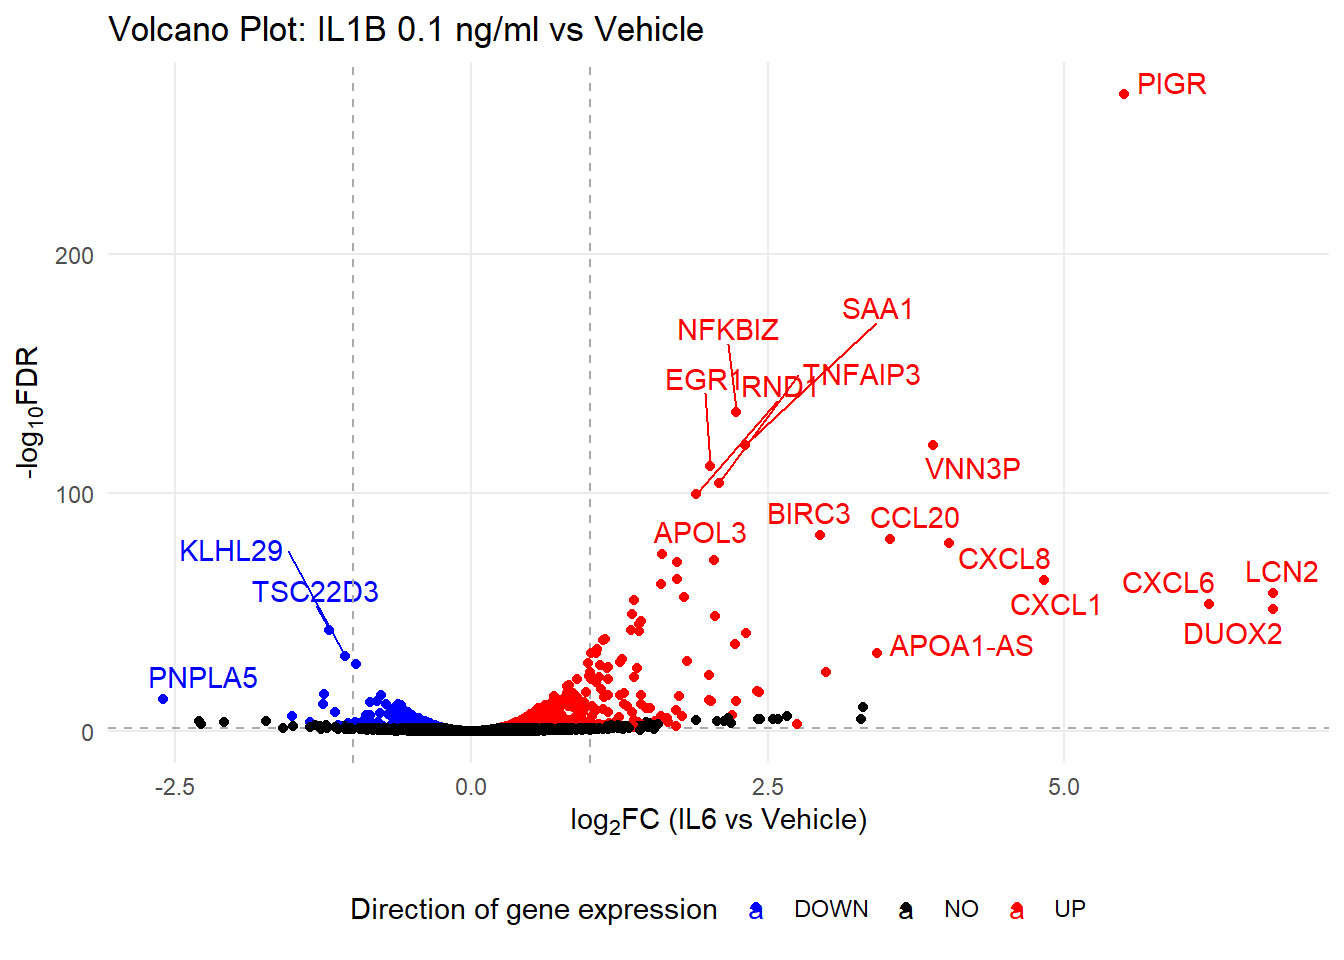 Volcano Plot: IL1B 0.1 ng/ml vs Vehicle
PIGR
SAA1
NFKBIZ
EGR1
RND1
TNFAIP3
VNN3P
BIRC3
CCL20
APOL3
CXCL8
KLHL29
CXCL6
LCN2
TSC22D3
CXCL1
DUOX2
APOA1-AS
PNPLA5
200
100
0
-log10FDR
-2.5
0.0
2.5
5.0
log2FC (IL6 vs Vehicle)
Direction of gene expression a DOWN a NO a UP